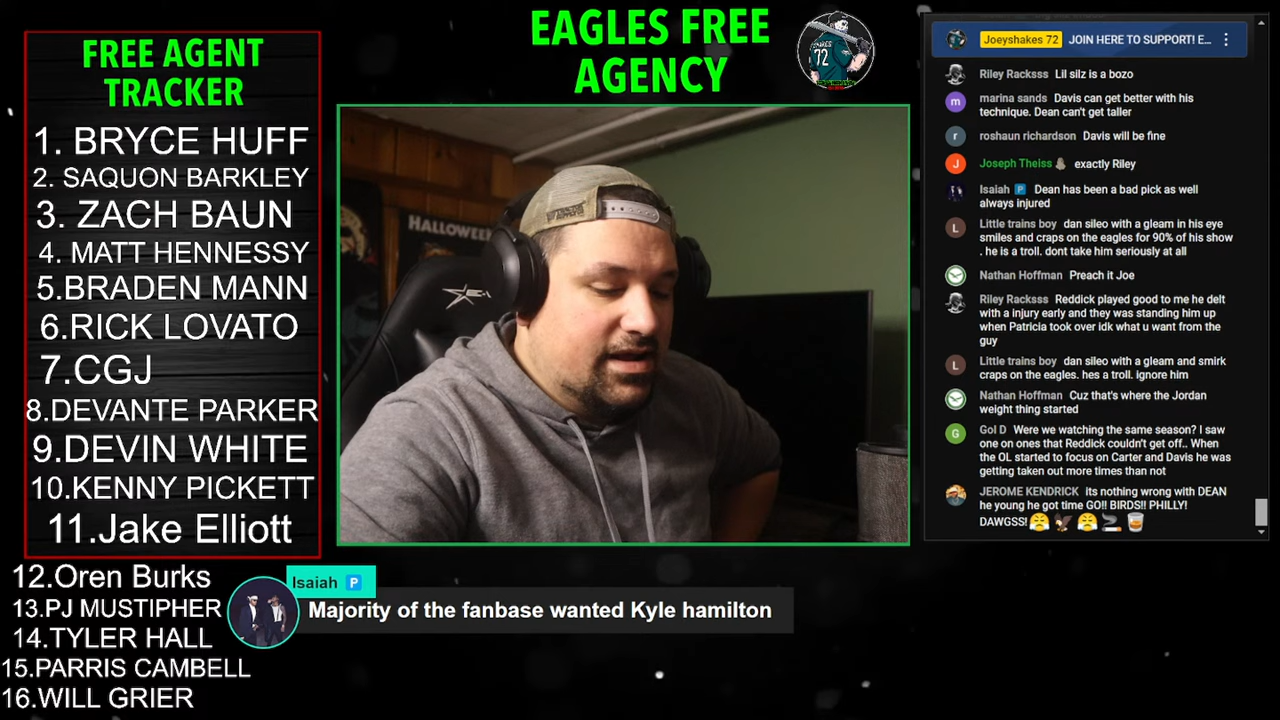 FREE AGENT
TRACKER
1. BRYCE HUFF
2. SAQUON BARKLEY
3. ZACH BAUN
4. MATT HENNESSY
5.BRADEN MANN
6.RICK LOVATO
7.CGJ
8.DEVANTE PARKER
9.DEVIN WHITE
10.KENNY PICKETT
11.Jake Elliott
12.Oren Burks
13.PJ MUSTIPHER
14.TYLER HALL
15.PARRIS CAMBELL
16.WILL GRIER
EAGLES FREE
AGENCY
72
HALLOWEEN
Isaiah P
Majority of the fanbase wanted Kyle hamilton
Joeyshakes 72 JOIN HERE TO SUPPORT! E...
Riley Racksss Lil silz is a bozo
m marina sands Davis can get better with his
technique. Dean can't get taller
r roshaun richardson Davis will be fine
J Joseph Theiss exactly Riley
Isaiah P Dean has been a bad pick as well
always injured
L Little trains boy dan sileo with a gleam in his eye
smiles and craps on the eagles for 90% of his show
. he is a troll. dont take him seriously at all
Nathan Hoffman Preach it Joe
Riley Racksss Reddick played good to me he delt
with a injury early and they was standing him up
when Patricia took over idk what u want from the
guy
L Little trains boy dan sileo with a gleam and smirk
craps on the eagles. hes a troll. ignore him
Nathan Hoffman Cuz that's where the Jordan
weight thing started
G Gol D Were we watching the same season? I saw
one on ones that Reddick couldn't get off.. When
the OL started to focus on Carter and Davis he was
getting taken out more times than not
JEROME KENDRICK its nothing wrong with DEAN
he young he got time GO!! BIRDS!! PHILLY!
DAWGSS!😤🦅😤🚬🥃